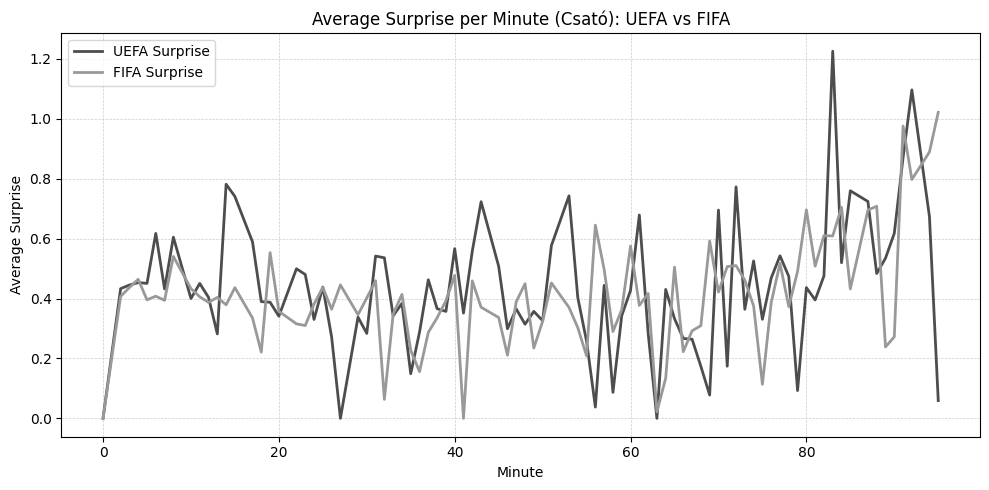 Average Surprise per Minute (Csató): UEFA vs FIFA
UEFA Surprise
FIFA Surprise
Average Surprise
1.2
1.0
0.8
0.6
0.4
0.2
0.0
0 20 40 60 80
Minute